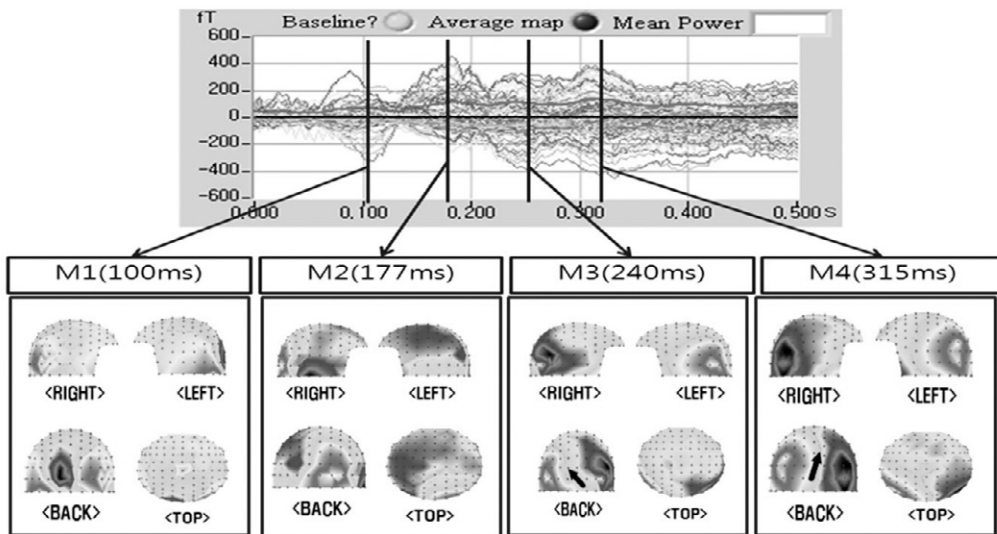 fT Baseline? Average map Mean Power
600
400
200
0
-200
-400
-600
0.000 0.100 0.200 0.300 0.400 0.500 S
M1(100ms) M2(177ms) M3(240ms) M4(315ms)
<RIGHT> <LEFT> <RIGHT> <LEFT> <RIGHT> <LEFT> <RIGHT> <LEFT>
<BACK> <TOP> <BACK> <TOP> <BACK> <TOP> <BACK> <TOP>